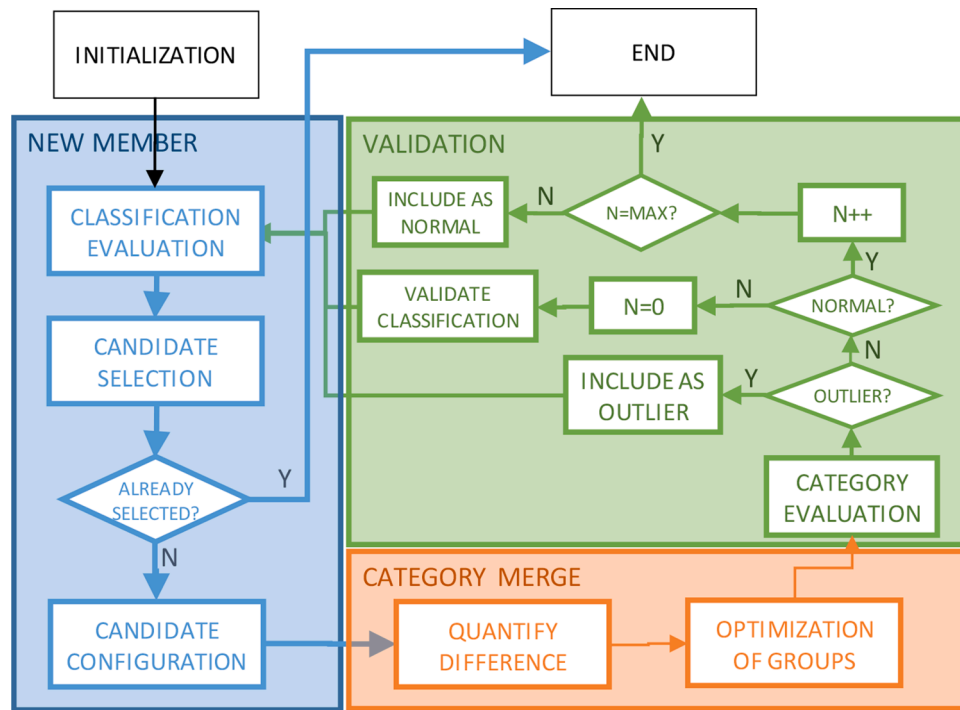 INITIALIZATION
END
NEW MEMBER
CLASSIFICATION
EVALUATION
CANDIDATE
SELECTION
ALREADY
SELECTED?
Y
N
CANDIDATE
CONFIGURATION
VALIDATION
Y
INCLUDE AS
NORMAL
N
N=MAX?
N++
Y
VALIDATE
CLASSIFICATION
N=0
N
NORMAL?
N
INCLUDE AS
OUTLIER
Y
OUTLIER?
CATEGORY
EVALUATION
CATEGORY MERGE
QUANTIFY
DIFFERENCE
OPTIMIZATION
OF GROUPS